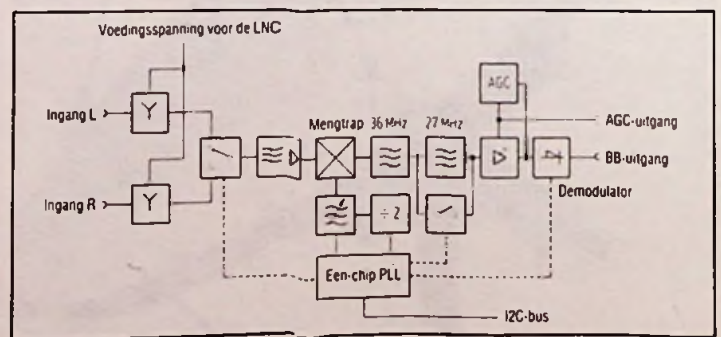 Voedingsspanning voor de LNC
AGC
Ingang L
Mengtrap
36 MHz
27 MHz
AGC-uitgang
BB-uitgang
Demodulator
Ingang R
÷ 2
Een-chip PLL
I2C-bus